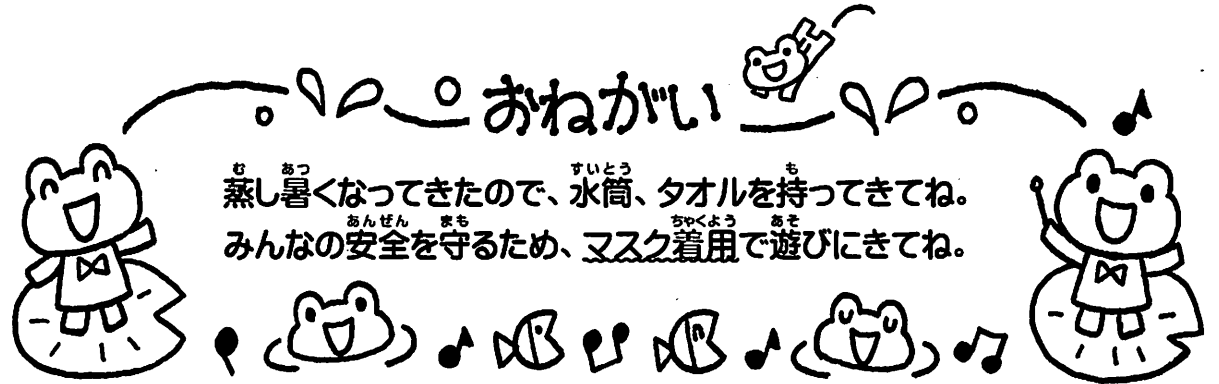 おねがい
蒸し暑くなってきたので、水筒、タオルを持ってきてね。
みんなの安全を守るため、マスク着用で遊びにきてね。